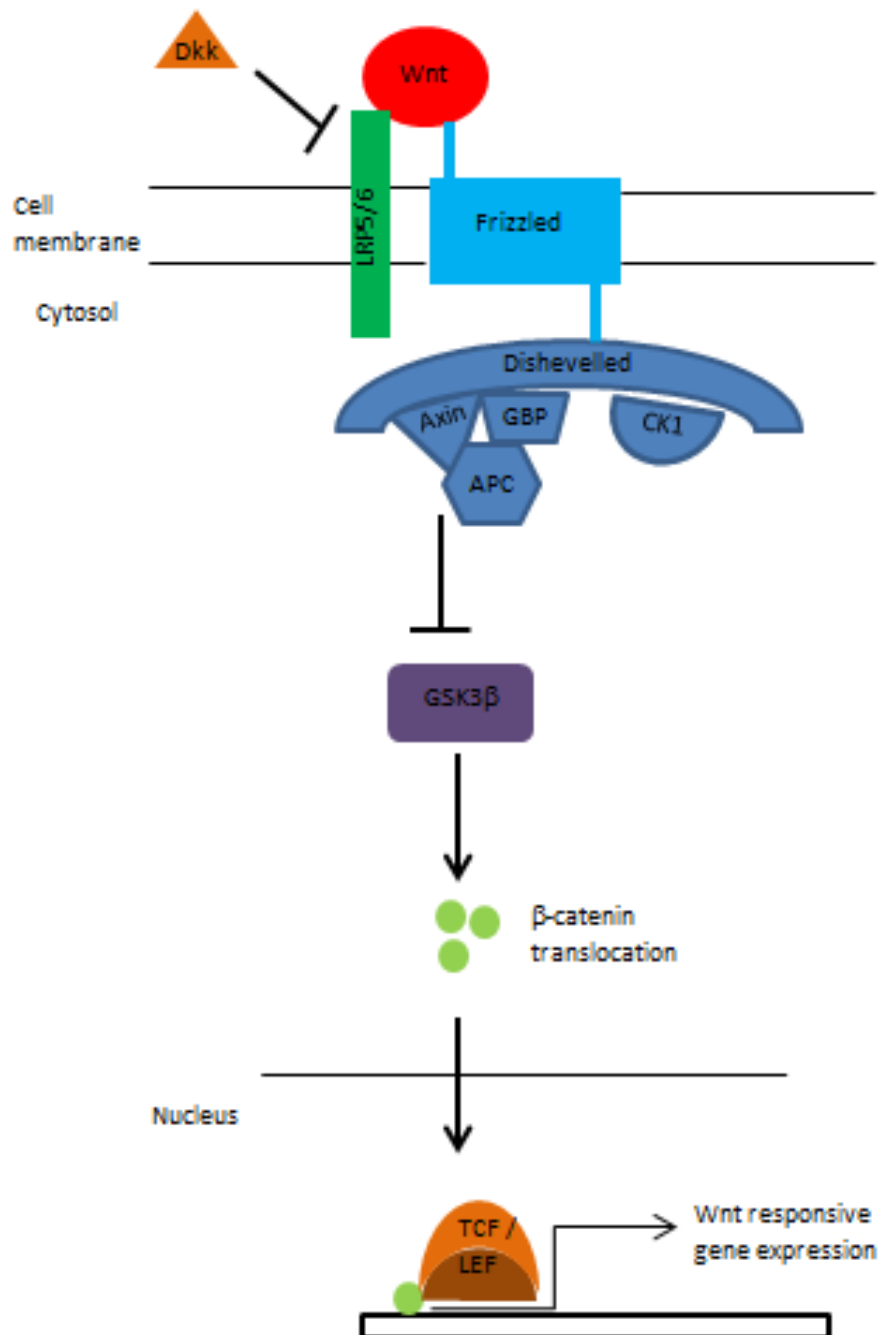 Dkk
Wnt
LRP5/6
Cell
membrane
Frizzled
Cytosol
Dishevelled
Axin
GBP
CK1
APC
GSK3β
β-catenin
translocation
Nucleus
TCF /
LEF
Wnt responsive
gene expression